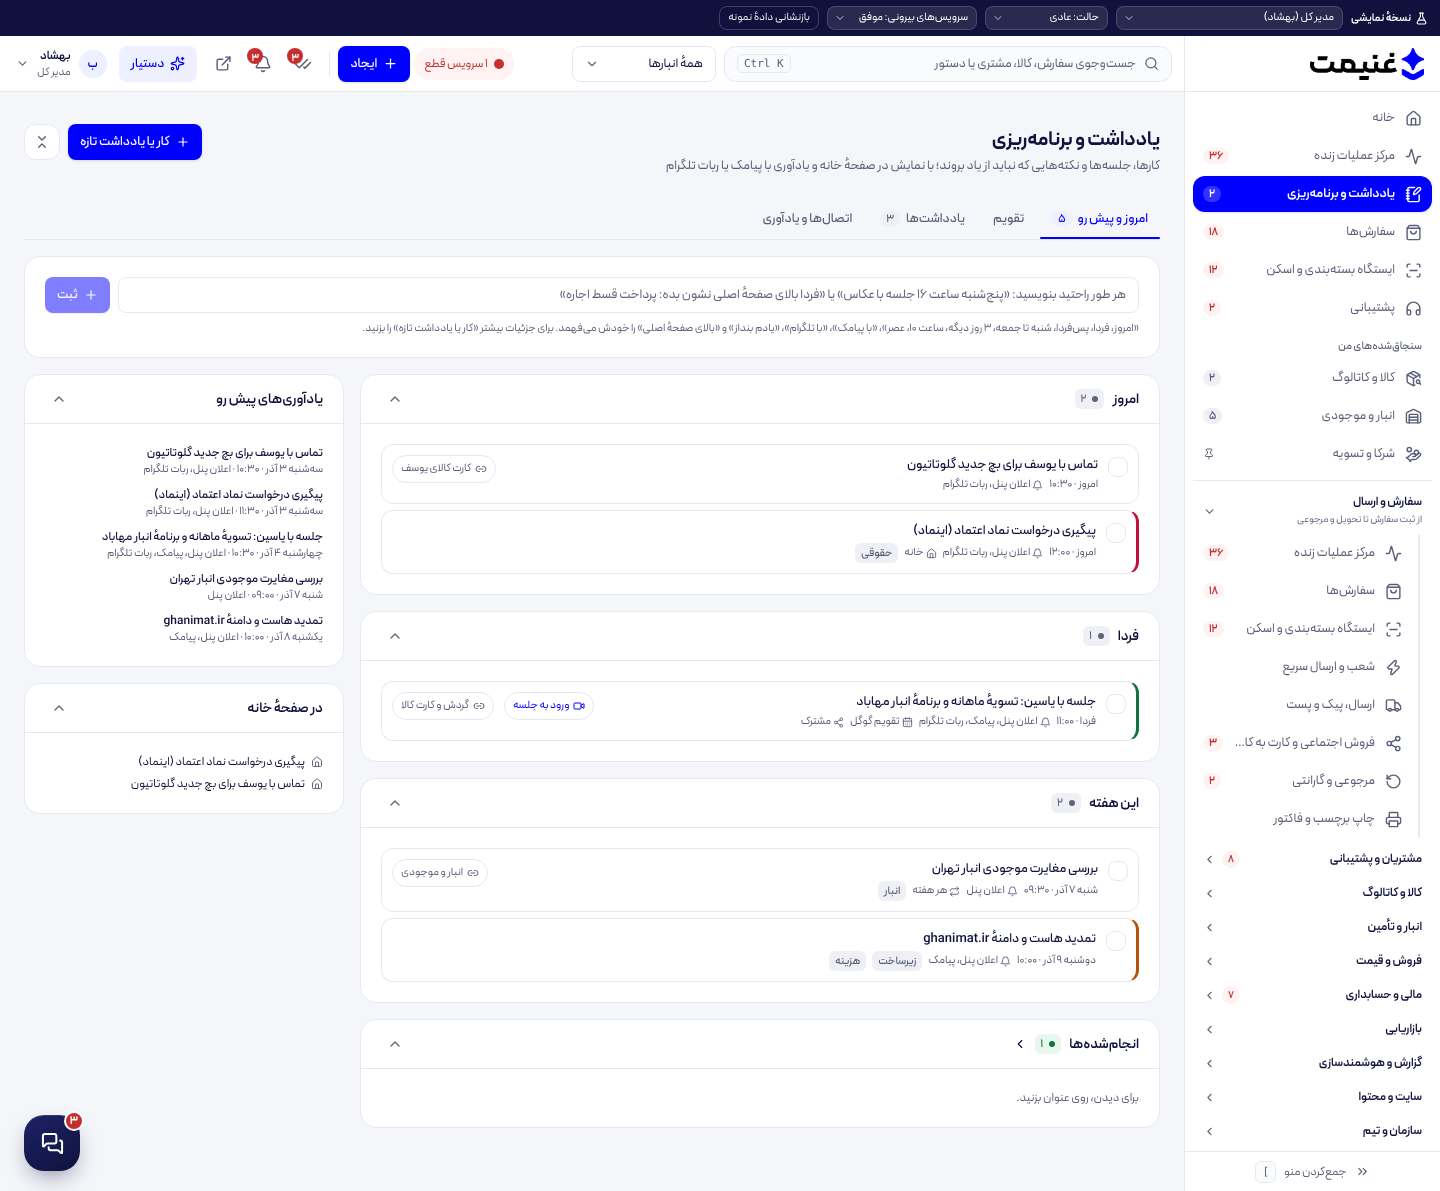 نسخهٔ نمایشی
مدیر کل (بهشاد)
حالت: عادی
سرویس‌های بیرونی: موفق
بازنشانی دادهٔ نمونه
غنیمت
جست‌وجوی سفارش، کالا، مشتری یا دستور
Ctrl K
همهٔ انبارها
۱ سرویس قطع
ایجاد
۳
۳
دستیار
ب
بهشاد
مدیر کل
خانه
مرکز عملیات زنده ۳۶
یادداشت و برنامه‌ریزی ۲
سفارش‌ها ۱۸
ایستگاه بسته‌بندی و اسکن ۱۲
پشتیبانی ۲
سنجاق‌شده‌های من
کالا و کاتالوگ ۲
انبار و موجودی ۵
شرکا و تسویه
سفارش و ارسال
از ثبت سفارش تا تحویل و مرجوعی
مرکز عملیات زنده ۳۶
سفارش‌ها ۱۸
ایستگاه بسته‌بندی و اسکن ۱۲
شعب و ارسال سریع
ارسال، پیک و پست
فروش اجتماعی و کارت به کا... ۳
مرجوعی و گارانتی ۲
چاپ برچسب و فاکتور
مشتریان و پشتیبانی ۸
کالا و کاتالوگ
انبار و تأمین
فروش و قیمت
مالی و حسابداری ۷
بازاریابی
گزارش و هوشمندسازی
سایت و محتوا
سازمان و تیم
جمع‌کردن منو [
یادداشت و برنامه‌ریزی
کارها، جلسه‌ها و نکته‌هایی که نباید از یاد بروند؛ با نمایش در صفحهٔ خانه و یادآوری با پیامک یا ربات تلگرام
کار یا یادداشت تازه
امروز و پیش رو ۵
تقویم
یادداشت‌ها ۳
اتصال‌ها و یادآوری
هر طور راحتید بنویسید: «پنج‌شنبه ساعت ۱۶ جلسه با عکاس» یا «فردا بالای صفحهٔ اصلی نشون بده: پرداخت قسط اجاره»
ثبت
«امروز، فردا، پس‌فردا، شنبه تا جمعه، ۳ روز دیگه، ساعت ۱۰، عصر»، «با پیامک»، «با تلگرام»، «یادم بنداز» و «بالای صفحهٔ اصلی» را خودش می‌فهمد. برای جزئیات بیشتر «کار یا یادداشت تازه» را بزنید.
امروز ۲
تماس با یوسف برای بچ جدید گلوتاتیون
امروز · ۱۰:۳۰ اعلان پنل، ربات تلگرام
کارت کالای یوسف
پیگیری درخواست نماد اعتماد (اینماد)
امروز · ۱۲:۰۰ اعلان پنل، ربات تلگرام خانه حقوقی
فردا ۱
جلسه با یاسین: تسویهٔ ماهانه و برنامهٔ انبار مهاباد
فردا · ۱۱:۰۰ اعلان پنل، پیامک، ربات تلگرام تقویم گوگل مشترک
ورود به جلسه
گردش و کارت کالا
این هفته ۲
بررسی مغایرت موجودی انبار تهران
شنبه ۷ آذر · ۰۹:۳۰ اعلان پنل هر هفته انبار
انبار و موجودی
تمدید هاست و دامنهٔ ghanimat.ir
دوشنبه ۹ آذر · ۱۰:۰۰ اعلان پنل، پیامک زیرساخت هزینه
انجام‌شده‌ها ۱
برای دیدن، روی عنوان بزنید.
یادآوری‌های پیش رو
تماس با یوسف برای بچ جدید گلوتاتیون
سه‌شنبه ۳ آذر · ۱۰:۳۰ · اعلان پنل، ربات تلگرام
پیگیری درخواست نماد اعتماد (اینماد)
سه‌شنبه ۳ آذر · ۱۱:۳۰ · اعلان پنل، ربات تلگرام
جلسه با یاسین: تسویهٔ ماهانه و برنامهٔ انبار مهاباد
چهارشنبه ۴ آذر · ۱۰:۳۰ · اعلان پنل، پیامک، ربات تلگرام
بررسی مغایرت موجودی انبار تهران
شنبه ۷ آذر · ۰۹:۰۰ · اعلان پنل
تمدید هاست و دامنهٔ ghanimat.ir
یکشنبه ۸ آذر · ۱۰:۰۰ · اعلان پنل، پیامک
در صفحهٔ خانه
پیگیری درخواست نماد اعتماد (اینماد)
تماس با یوسف برای بچ جدید گلوتاتیون
۳